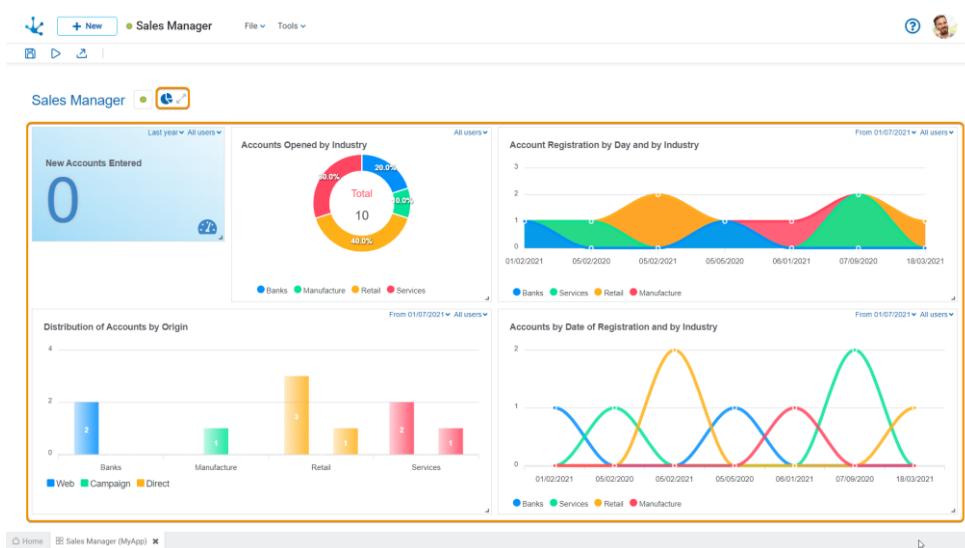 + New
Sales Manager
File
Tools
?
Sales Manager
Last year All users
New Accounts Entered
0
All users
Accounts Opened by Industry
20.0%
10.0%
40.0%
30.0%
Total
10
Banks Manufacture Retail Services
From 01/07/2021 All users
Account Registration by Day and by Industry
3
2
1
0
01/02/2021 05/02/2020 05/02/2021 05/05/2020 06/01/2021 07/09/2020 18/03/2021
Banks Services Retail Manufacture
From 01/07/2021 All users
Distribution of Accounts by Origin
4
2
0
2
1
3
1
2
1
Banks Manufacture Retail Services
Web Campaign Direct
From 01/07/2021 All users
Accounts by Date of Registration and by Industry
2
1
0
01/02/2021 05/02/2020 05/02/2021 05/05/2020 06/01/2021 07/09/2020 18/03/2021
Banks Services Retail Manufacture
Home
Sales Manager (MyApp)